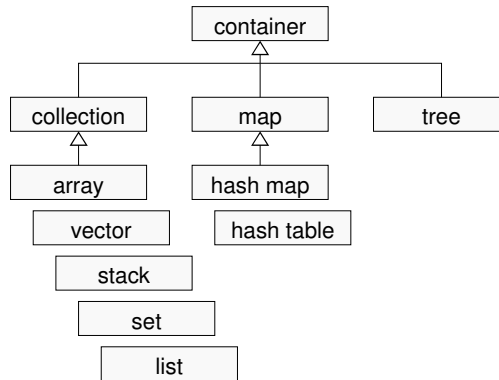 container
collection
map
tree
array
hash map
vector
hash table
stack
set
list